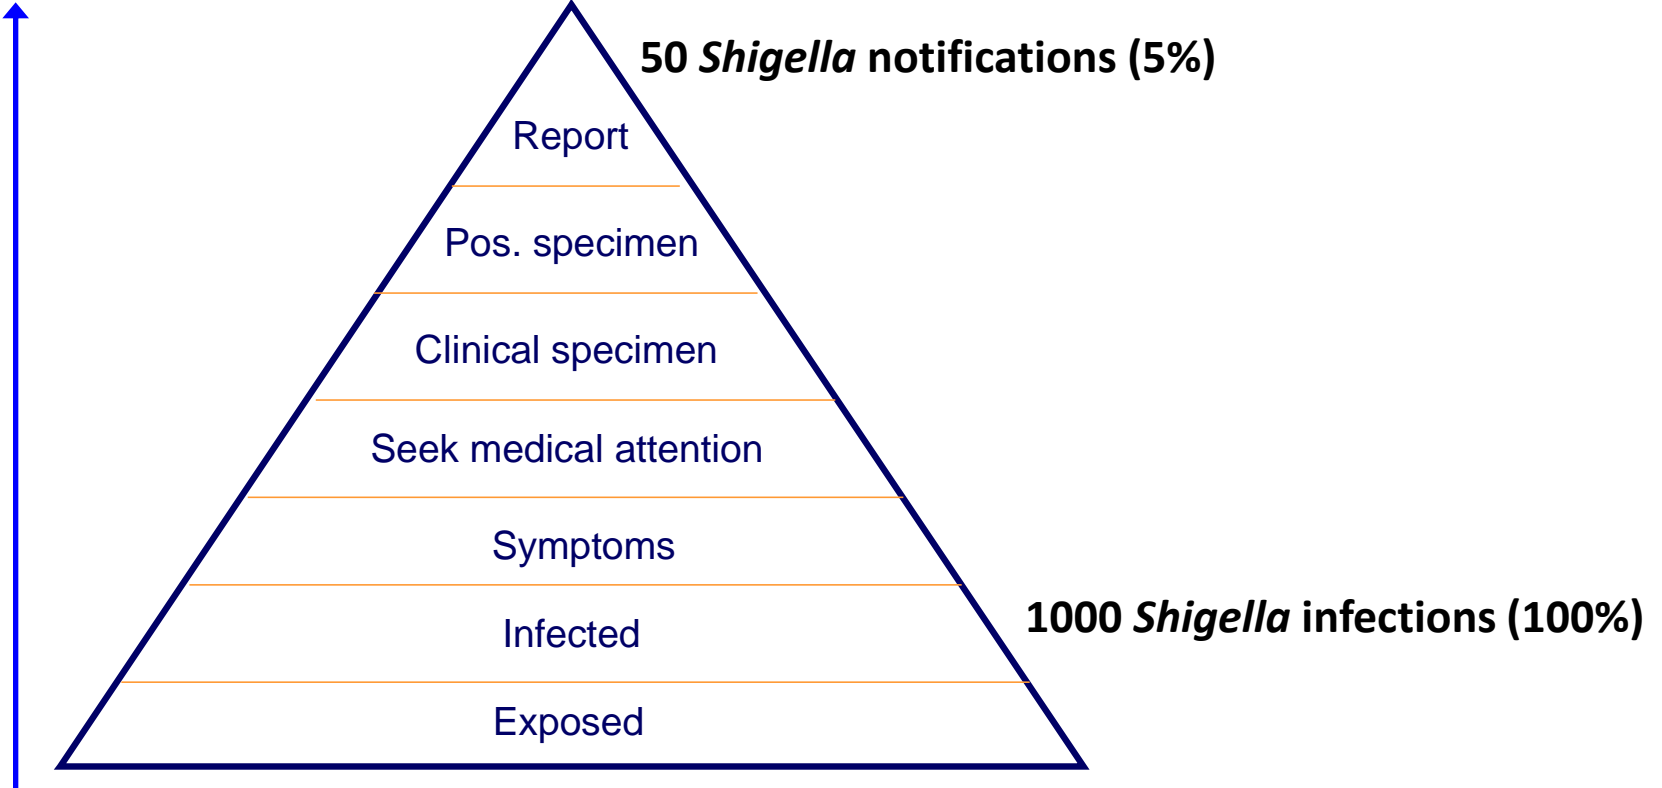 50 Shigella notifications (5%)
Report
Pos. specimen
Clinical specimen
Seek medical attention
Symptoms
Infected
1000 Shigella infections (100%)
Exposed